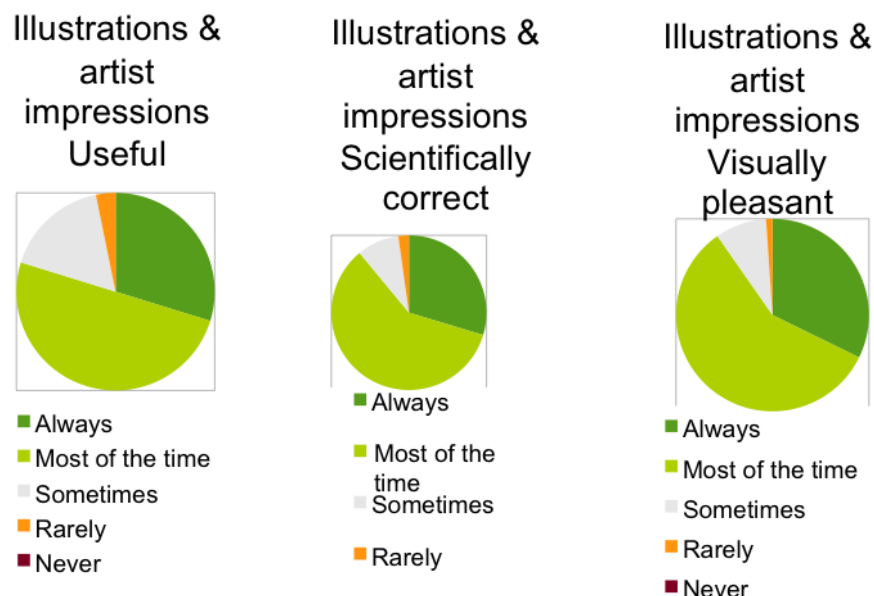 Illustrations &
artist
impressions
Useful
Always
Most of the time
Sometimes
Rarely
Never
Illustrations &
artist
impressions
Scientifically
correct
Always
Most of the
time
Sometimes
Rarely
Illustrations &
artist
impressions
Visually
pleasant
Always
Most of the time
Sometimes
Rarely
Never